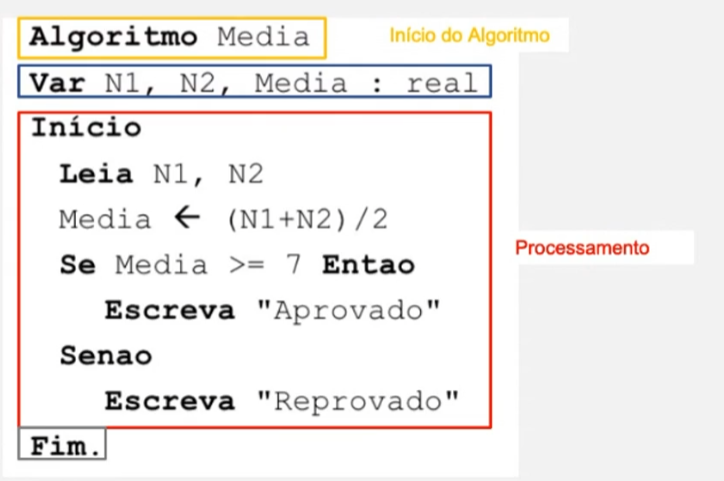 Algoritmo Media
Início do Algoritmo
Var N1, N2, Media : real
Início
Leia N1, N2
Media ← (N1+N2)/2
Se Media >= 7 Entao
Processamento
Escreva "Aprovado"
Senao
Escreva "Reprovado"
Fim.